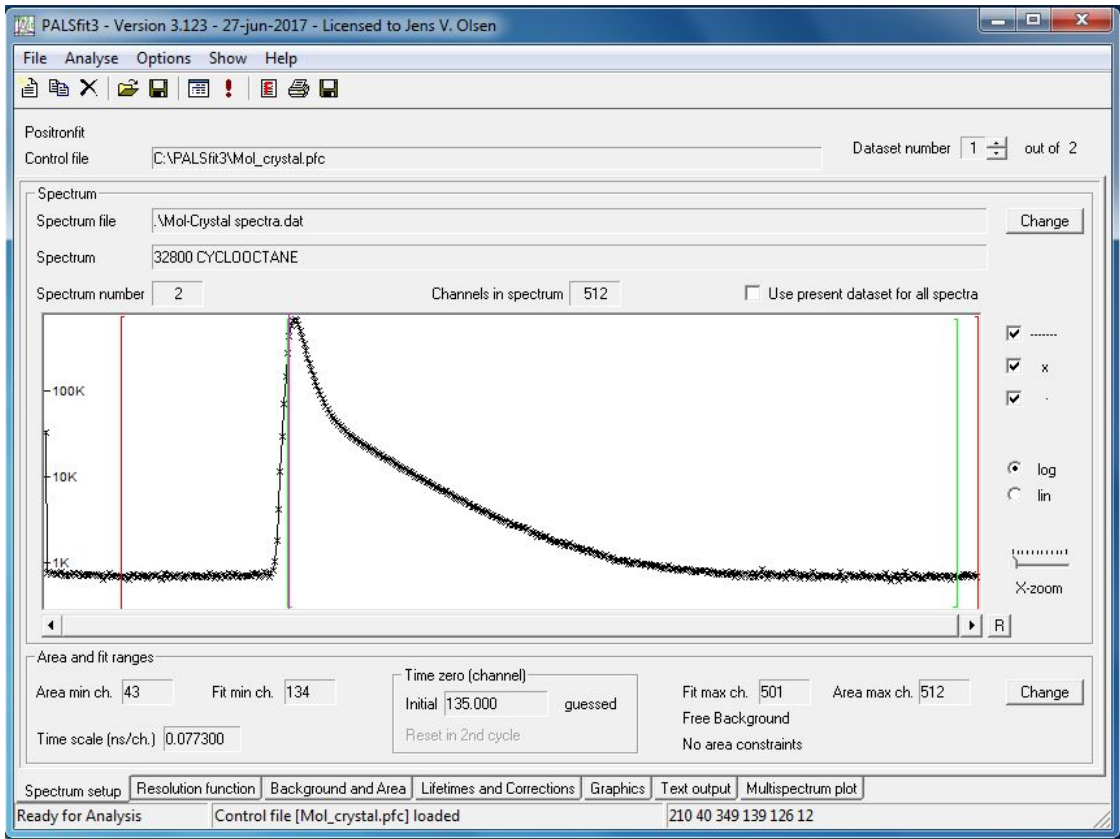 PALSfit3 - Version 3.123 - 27-jun-2017 - Licensed to Jens V. Olsen
File Analyse Options Show Help
Positronfit
Control file C:\PALSfit3\Mol_crystal.pfc Dataset number 1 out of 2
Spectrum
Spectrum file .\Mol-Crystal spectra.dat Change
Spectrum 32800 CYCLOOCTANE
Spectrum number 2 Channels in spectrum 512 Use present dataset for all spectra
-------
x
.
100K
10K
1K
log
lin
X-zoom
R
Area and fit ranges
Area min ch. 43 Fit min ch. 134 Time zero (channel) Initial 135.000 guessed Fit max ch. 501 Area max ch. 512 Change
Free Background
Time scale (ns/ch.) 0.077300 Reset in 2nd cycle No area constraints
Spectrum setup Resolution function Background and Area Lifetimes and Corrections Graphics Text output Multispectrum plot
Ready for Analysis Control file [Mol_crystal.pfc] loaded 210 40 349 139 126 12